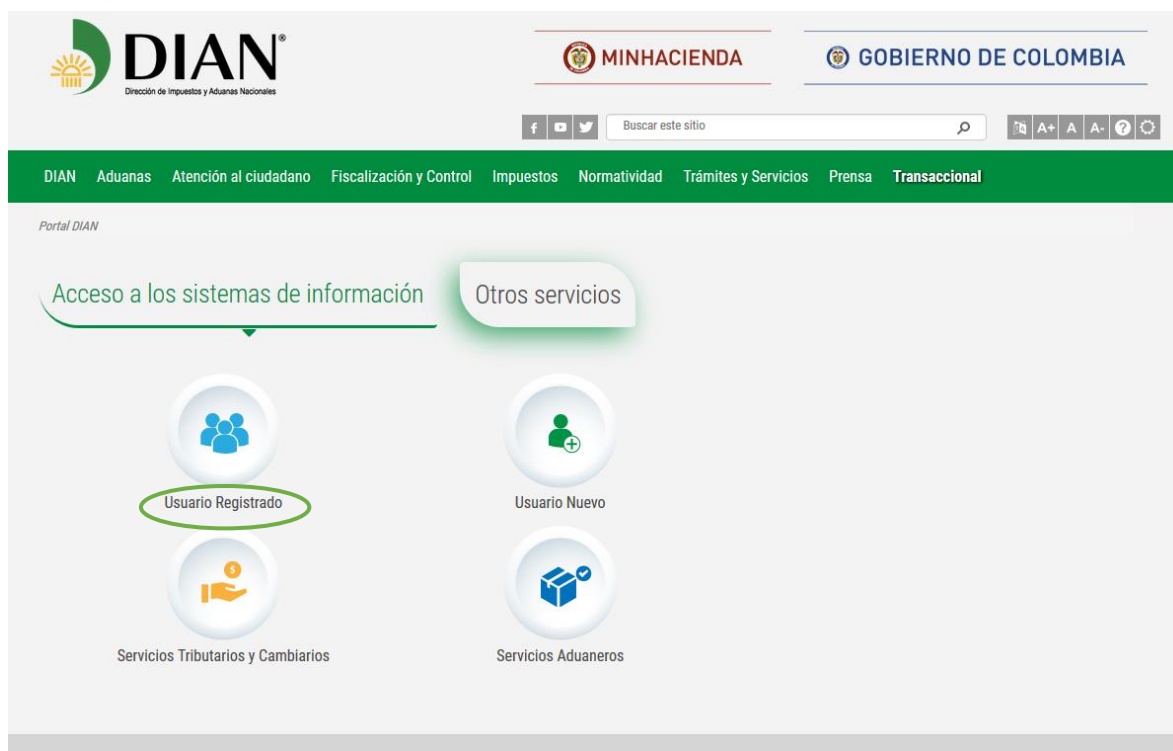 DIAN®
Dirección de Impuestos y Aduanas Nacionales
MINHACIENDA
GOBIERNO DE COLOMBIA
Buscar este sitio
A+ A A- ?
DIAN Aduanas Atención al ciudadano Fiscalización y Control Impuestos Normatividad Trámites y Servicios Prensa Transaccional
Portal DIAN
Acceso a los sistemas de información
Otros servicios
Usuario Registrado
Usuario Nuevo
Servicios Tributarios y Cambiarios
Servicios Aduaneros